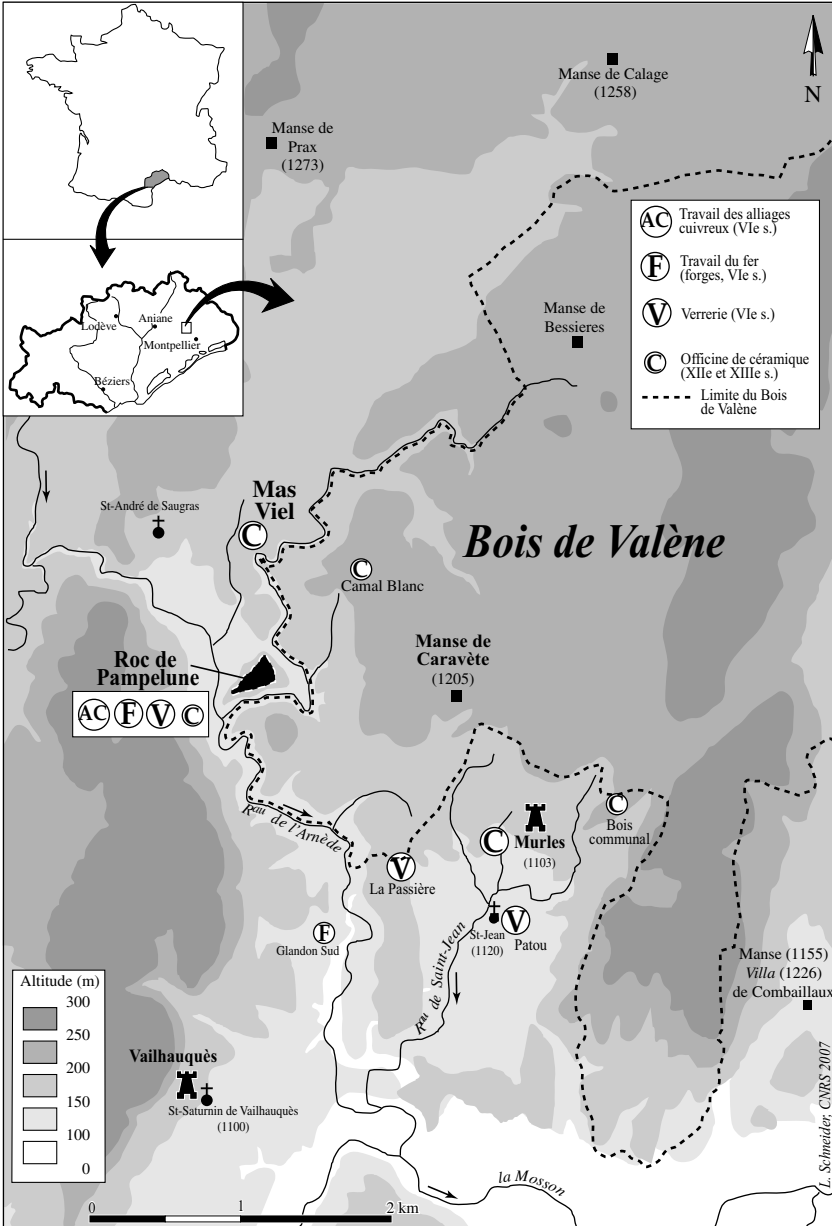 Manse de Calage
(1258)
N
Manse de
Prax
(1273)
AC Travail des alliages
cuivreux (VIe s.)
F Travail du fer
(forges, VIe s.)
V Verrerie (VIe s.)
C Officine de céramique
(XIIe et XIIIe s.)
Limite du Bois
de Valène
Lodève
Aniane
Montpellier
Béziers
Manse de
Bessieres
St-André de Saugras
Mas
Viel
C
Bois de Valène
C
Camal Blanc
Roc de
Pampelune
AC F V C
Manse de
Caravète
(1205)
Rau de l'Arnède
V
La Passière
C
Murles
(1103)
C
Bois
communal
F
Glandon Sud
St-Jean
(1120)
V
Patou
Rau de Saint-Jean
Manse (1155)
Villa (1226)
de Combaillaux
Altitude (m)
300
250
200
150
100
0
Vailhauquès
St-Saturnin de Vailhauquès
(1100)
la Mosson
0 1 2 km
L. Schneider, CNRS 2007